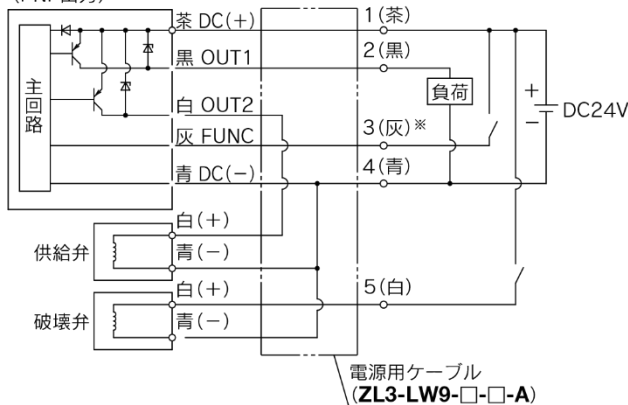 (PNP出力)
茶 DC(+)
1(茶)
黒 OUT1
2(黒)
主回路
負荷
+
−
DC24V
白 OUT2
灰 FUNC
3(灰)※
青 DC(−)
4(青)
白(+)
供給弁
青(−)
白(+)
5(白)
破壊弁
青(−)
電源用ケーブル
(ZL3-LW9-□-□-A)